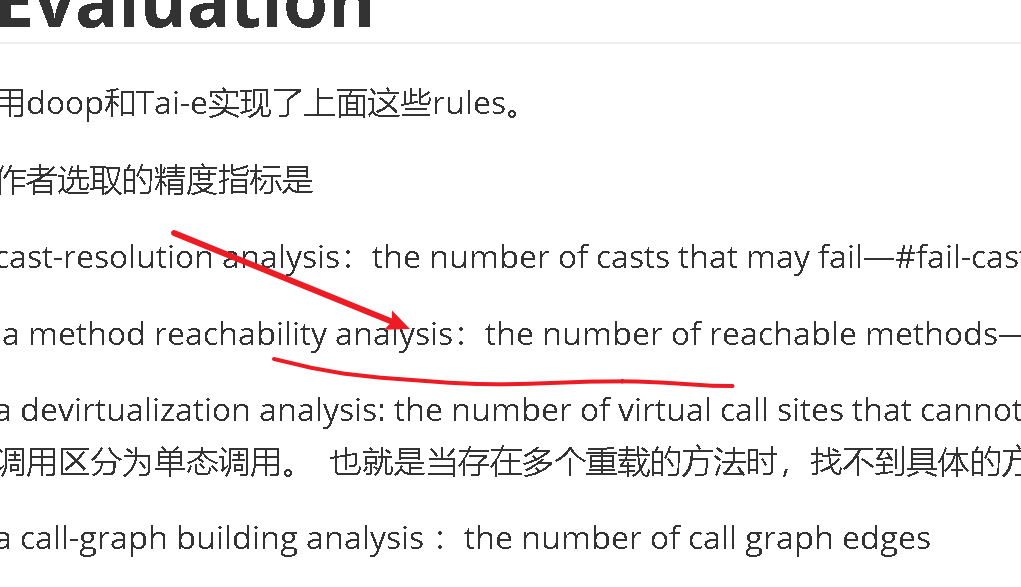 Evaluation
用doop和Tai-e实现了上面这些rules。
作者选取的精度指标是
cast-resolution analysis：the number of casts that may fail—#fail-cas
a method reachability analysis：the number of reachable methods—
a devirtualization analysis: the number of virtual call sites that cannot
调用区分为单态调用。 也就是当存在多个重载的方法时，找不到具体的方
a call-graph building analysis ：the number of call graph edges